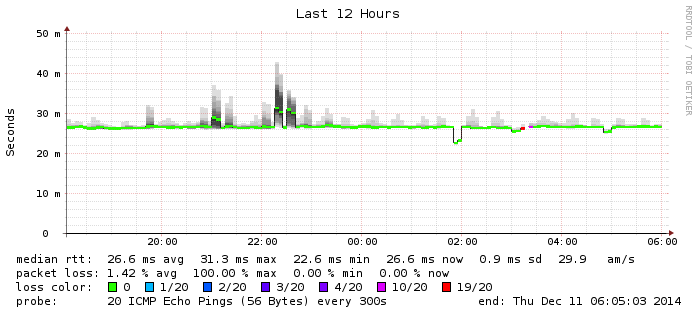 Last 12 Hours
RRDTOOL / TOBI OETIKER
Seconds
50 m
40 m
30 m
20 m
10 m
0
20:00 22:00 00:00 02:00 04:00 06:00
median rtt: 26.6 ms avg 31.3 ms max 22.6 ms min 26.6 ms now 0.9 ms sd 29.9 am/s
packet loss: 1.42 % avg 100.00 % max 0.00 % min 0.00 % now
loss color: 0 1/20 2/20 3/20 4/20 10/20 19/20
probe: 20 ICMP Echo Pings (56 Bytes) every 300s end: Thu Dec 11 06:05:03 2014